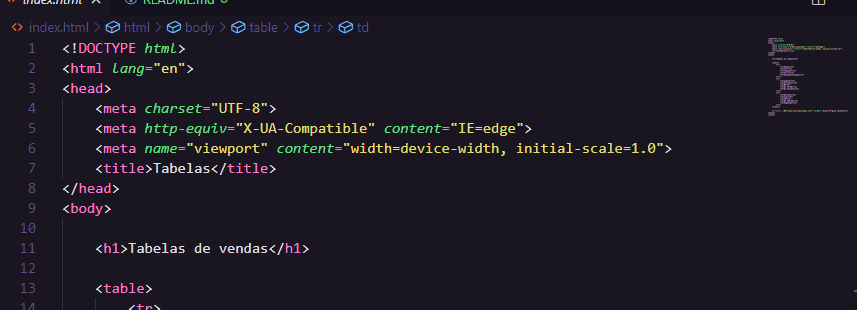 index.html README.md
index.html > html > body > table > tr > td
1 <!DOCTYPE html>
2 <html lang="en">
3 <head>
4 <meta charset="UTF-8">
5 <meta http-equiv="X-UA-Compatible" content="IE=edge">
6 <meta name="viewport" content="width=device-width, initial-scale=1.0">
7 <title>Tabelas</title>
8 </head>
9 <body>
10
11 <h1>Tabelas de vendas</h1>
12
13 <table>
14 <tr>